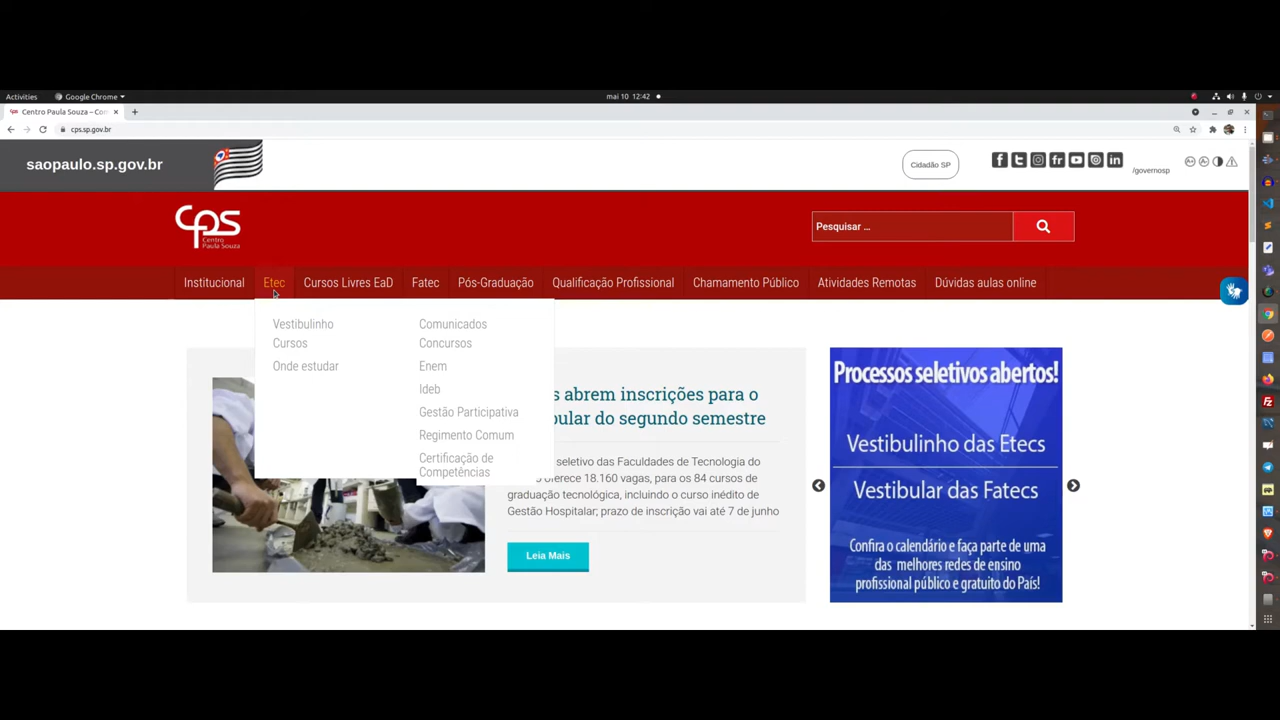 Activities
Google Chrome
mai 10 12:42
Centro Paula Souza – Con
cps.sp.gov.br
saopaulo.sp.gov.br
Cidadão SP
/governosp
cps
Centro
Paula Souza
Pesquisar ...
Institucional
Etec
Cursos Livres EaD
Fatec
Pós-Graduação
Qualificação Profissional
Chamamento Público
Atividades Remotas
Dúvidas aulas online
Vestibulinho
Cursos
Onde estudar
Comunicados
Concursos
Enem
Ideb
Gestão Participativa
Regimento Comum
Certificação de
Competências
s abrem inscrições para o
bular do segundo semestre
seletivo das Faculdades de Tecnologia do
oferece 18.160 vagas, para os 84 cursos de
graduação tecnológica, incluindo o curso inédito de
Gestão Hospitalar; prazo de inscrição vai até 7 de junho
Leia Mais
Processos seletivos abertos!
Vestibulinho das Etecs
Vestibular das Fatecs
Confira o calendário e faça parte de uma
das melhores redes de ensino
profissional público e gratuito do País!